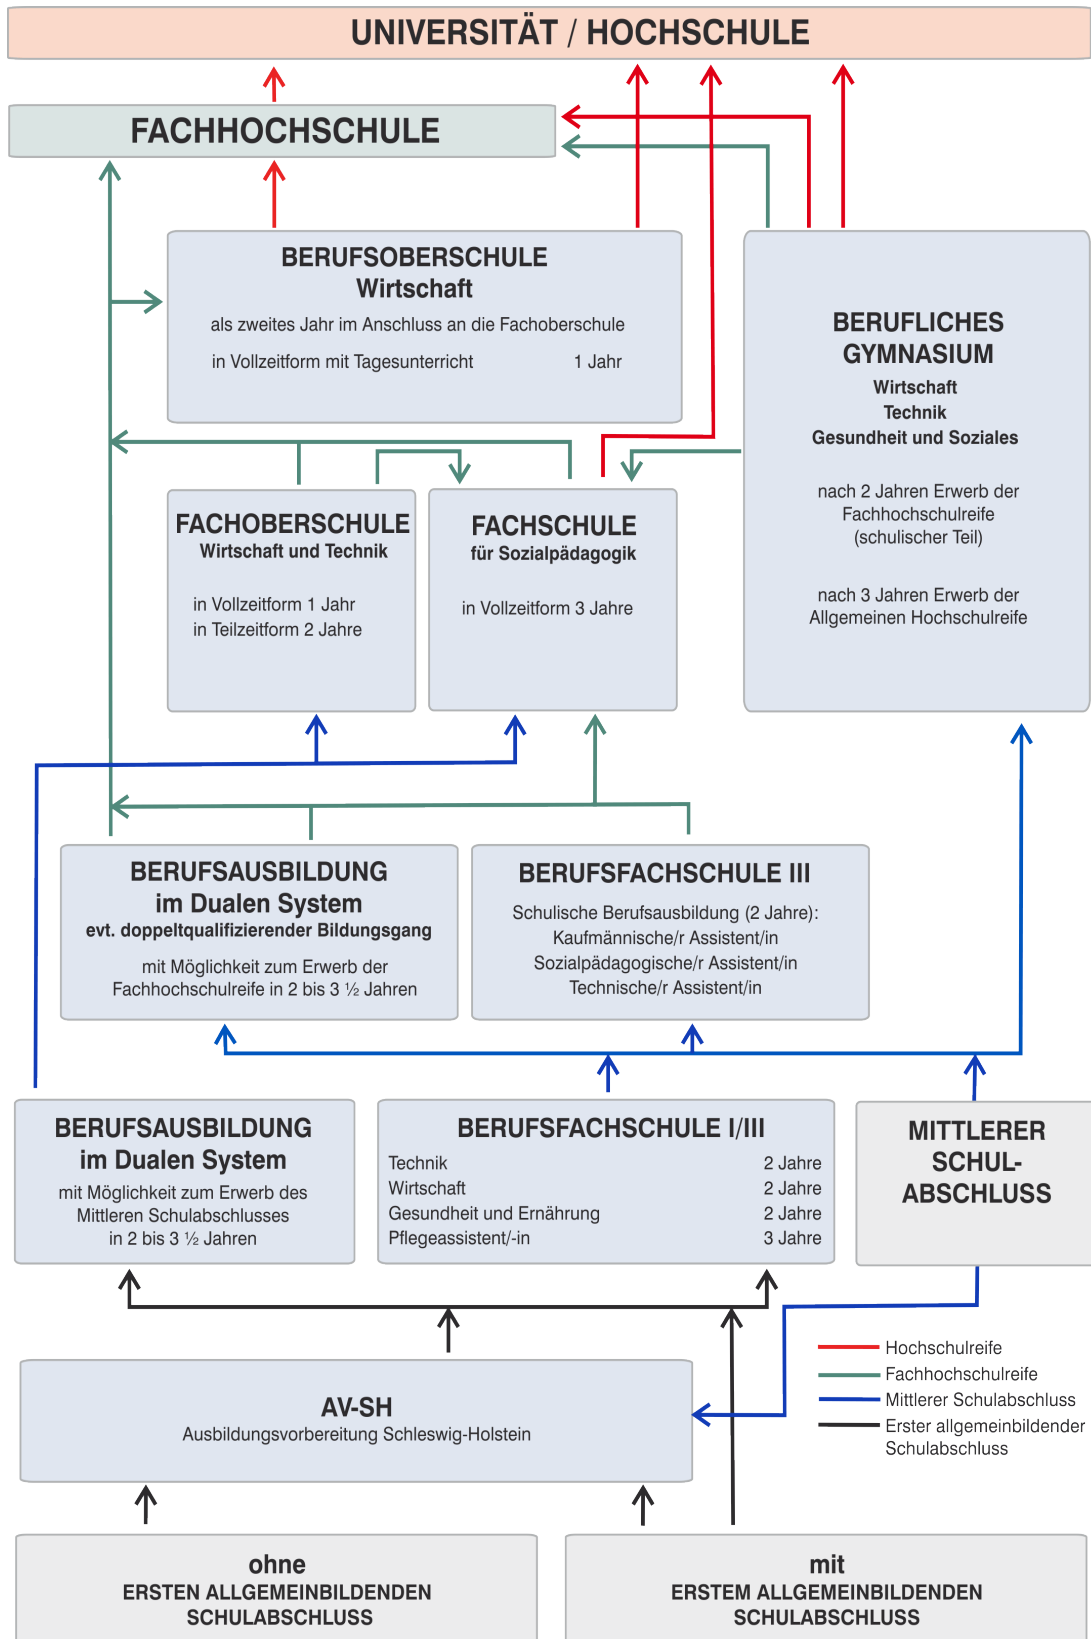 UNIVERSITÄT / HOCHSCHULE
FACHHOCHSCHULE
BERUFSOBERSCHULE
Wirtschaft
als zweites Jahr im Anschluss an die Fachoberschule
in Vollzeitform mit Tagesunterricht 1 Jahr
BERUFLICHES
GYMNASIUM
Wirtschaft
Technik
Gesundheit und Soziales
nach 2 Jahren Erwerb der
Fachhochschulreife
(schulischer Teil)
nach 3 Jahren Erwerb der
Allgemeinen Hochschulreife
FACHOBERSCHULE
Wirtschaft und Technik
in Vollzeitform 1 Jahr
in Teilzeitform 2 Jahre
FACHSCHULE
für Sozialpädagogik
in Vollzeitform 3 Jahre
BERUFSAUSBILDUNG
im Dualen System
evt. doppeltqualifizierender Bildungsgang
mit Möglichkeit zum Erwerb der
Fachhochschulreife in 2 bis 3 ½ Jahren
BERUFSFACHSCHULE III
Schulische Berufsausbildung (2 Jahre):
Kaufmännische/r Assistent/in
Sozialpädagogische/r Assistent/in
Technische/r Assistent/in
BERUFSAUSBILDUNG
im Dualen System
mit Möglichkeit zum Erwerb des
Mittleren Schulabschlusses
in 2 bis 3 ½ Jahren
BERUFSFACHSCHULE I/III
Technik 2 Jahre
Wirtschaft 2 Jahre
Gesundheit und Ernährung 2 Jahre
Pflegeassistent/-in 3 Jahre
MITTLERER
SCHUL-
ABSCHLUSS
Hochschulreife
Fachhochschulreife
Mittlerer Schulabschluss
Erster allgemeinbildender
Schulabschluss
AV-SH
Ausbildungsvorbereitung Schleswig-Holstein
ohne
ERSTEN ALLGEMEINBILDENDEN
SCHULABSCHLUSS
mit
ERSTEM ALLGEMEINBILDENDEN
SCHULABSCHLUSS